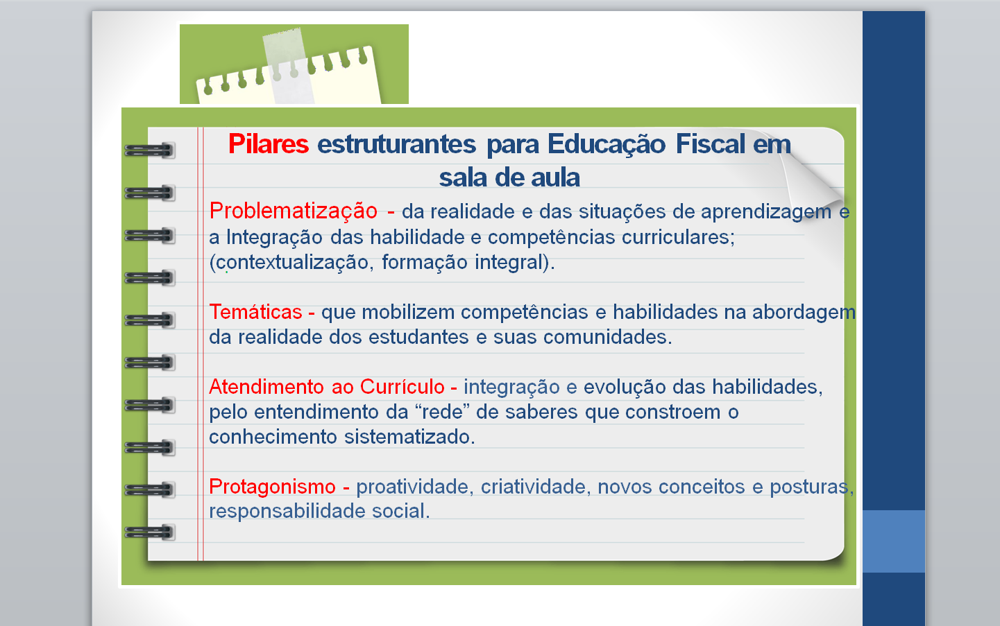 Pilares estruturantes para Educação Fiscal em
sala de aula
Problematização - da realidade e das situações de aprendizagem e
a Integração das habilidade e competências curriculares;
(contextualização, formação integral).
Temáticas - que mobilizem competências e habilidades na abordagem
da realidade dos estudantes e suas comunidades.
Atendimento ao Currículo - integração e evolução das habilidades,
pelo entendimento da “rede” de saberes que constroem o
conhecimento sistematizado.
Protagonismo - proatividade, criatividade, novos conceitos e posturas,
responsabilidade social.